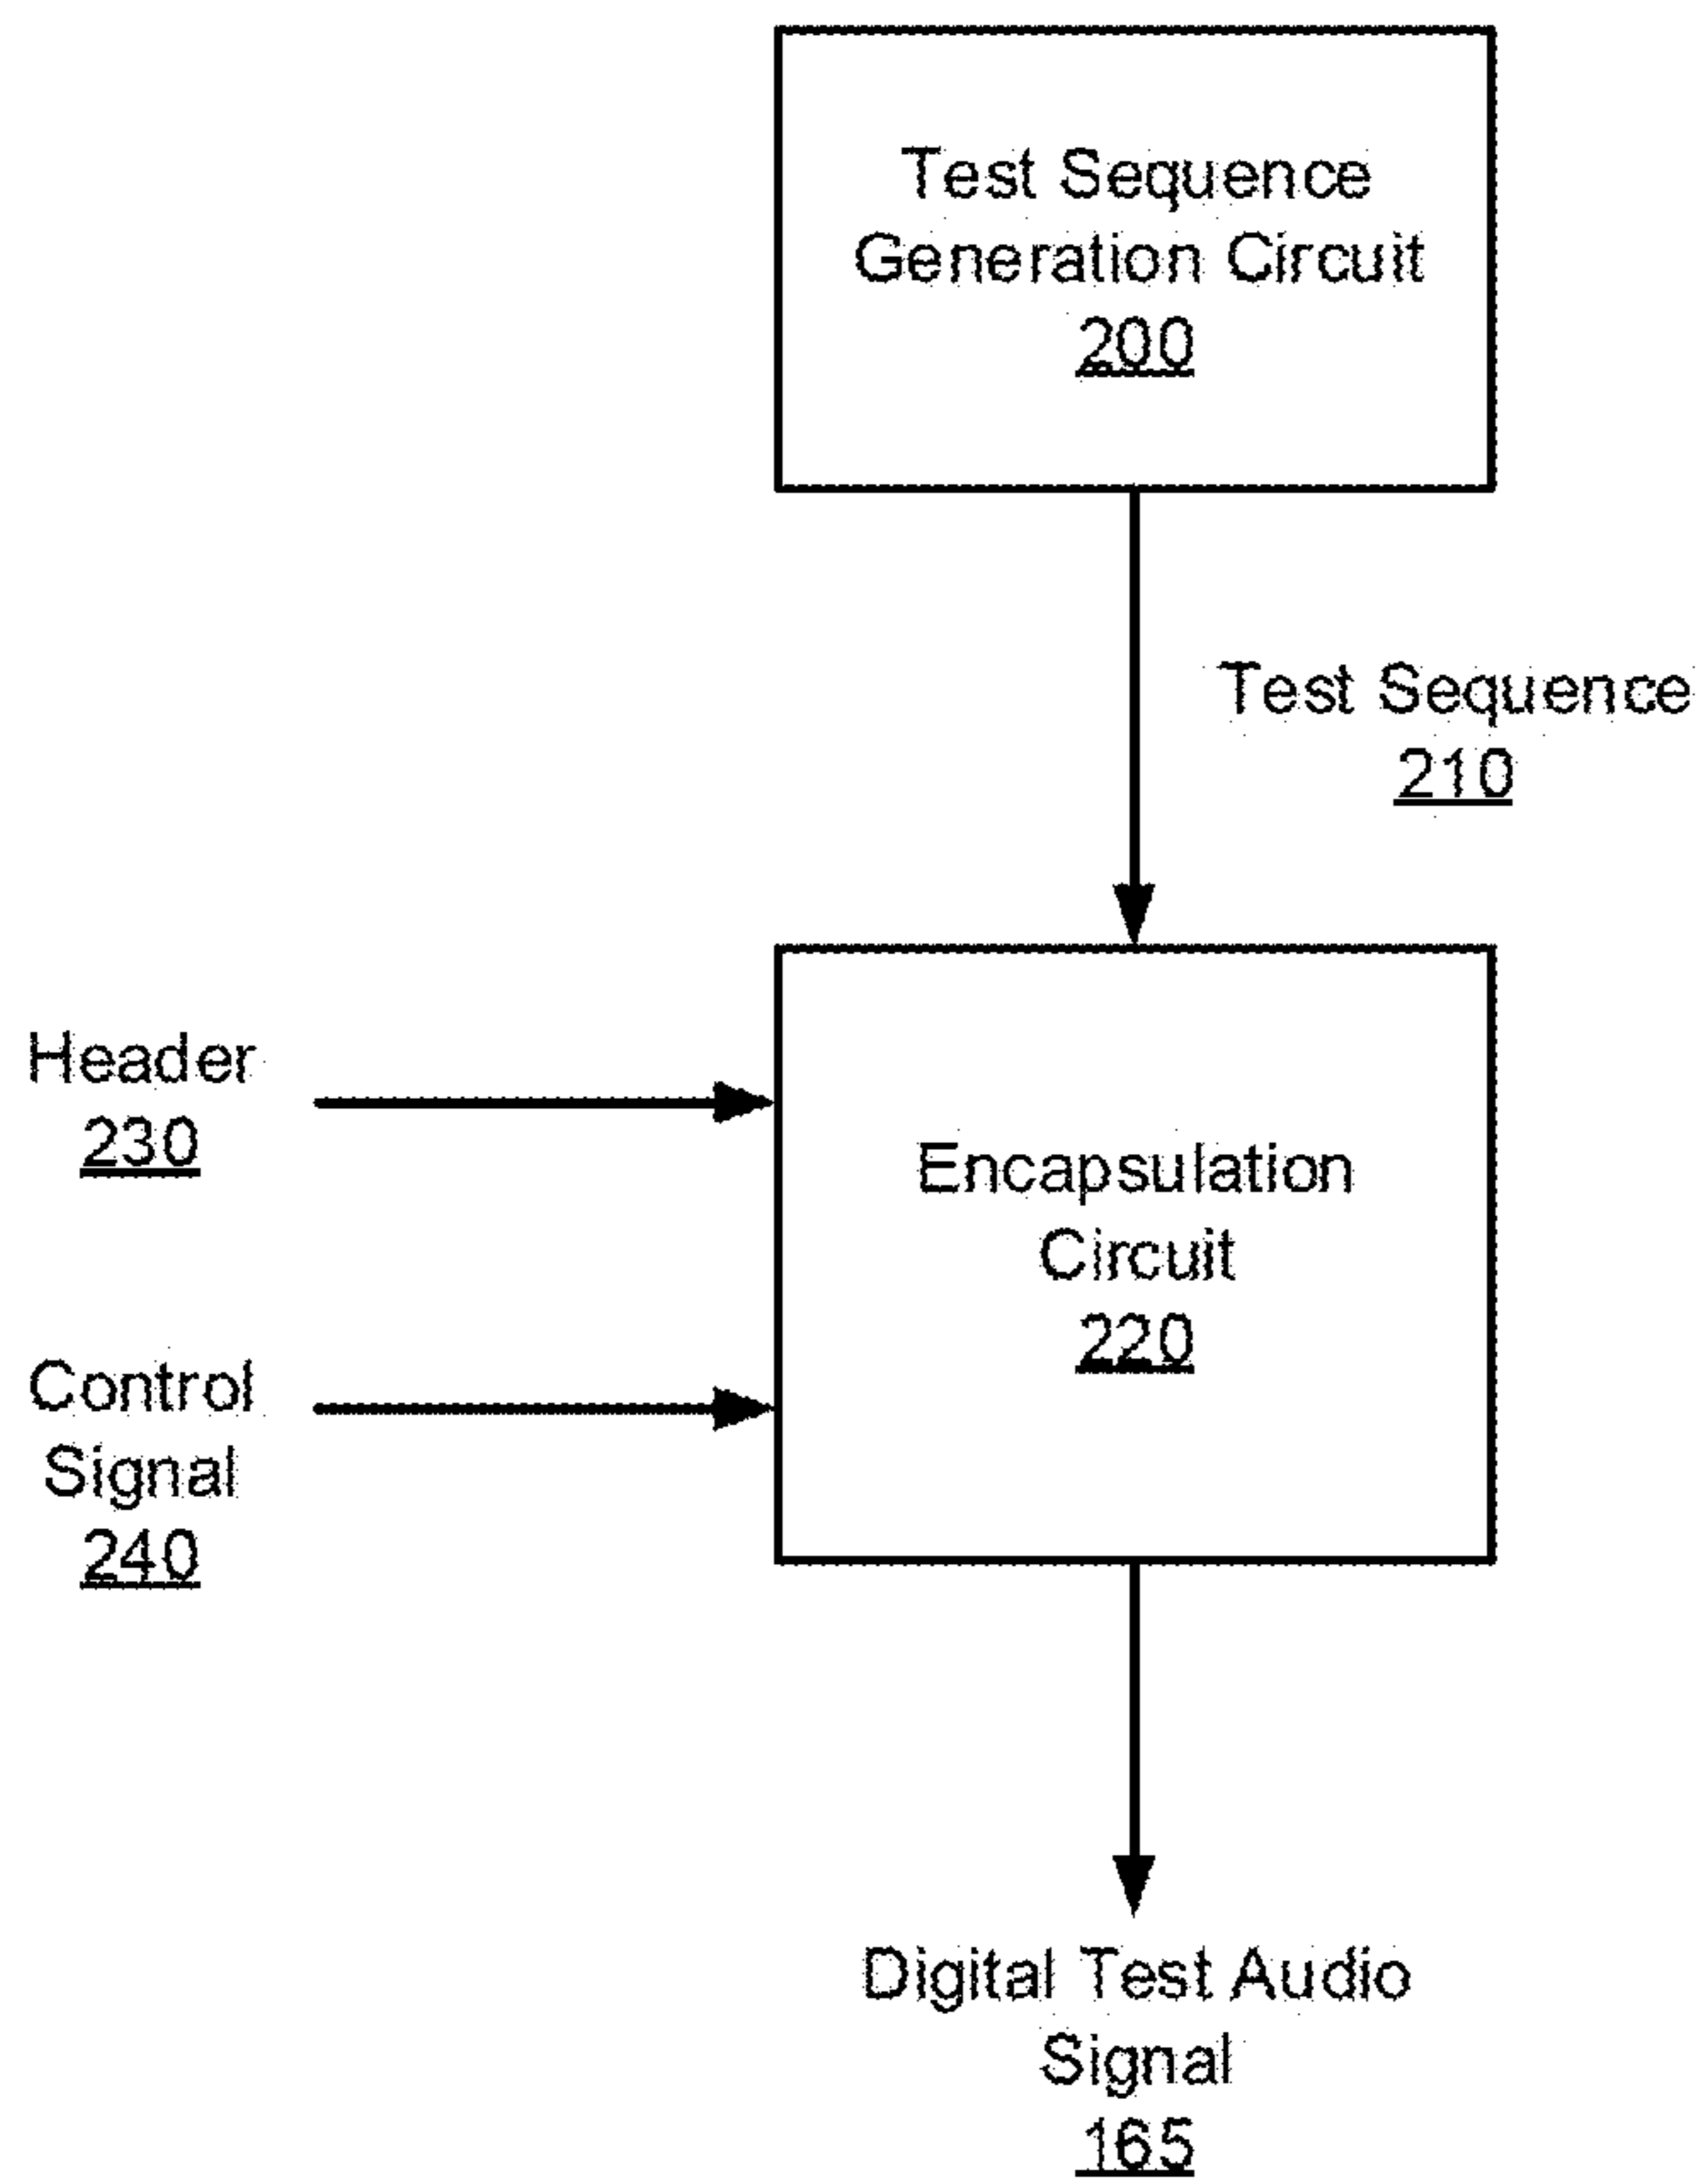 Test Sequence
Generation Circuit
200
Test Sequence
210
Header
230
Encapsulation
Circuit
220
Control
Signal
240
Digital Test Audio
Signal
165